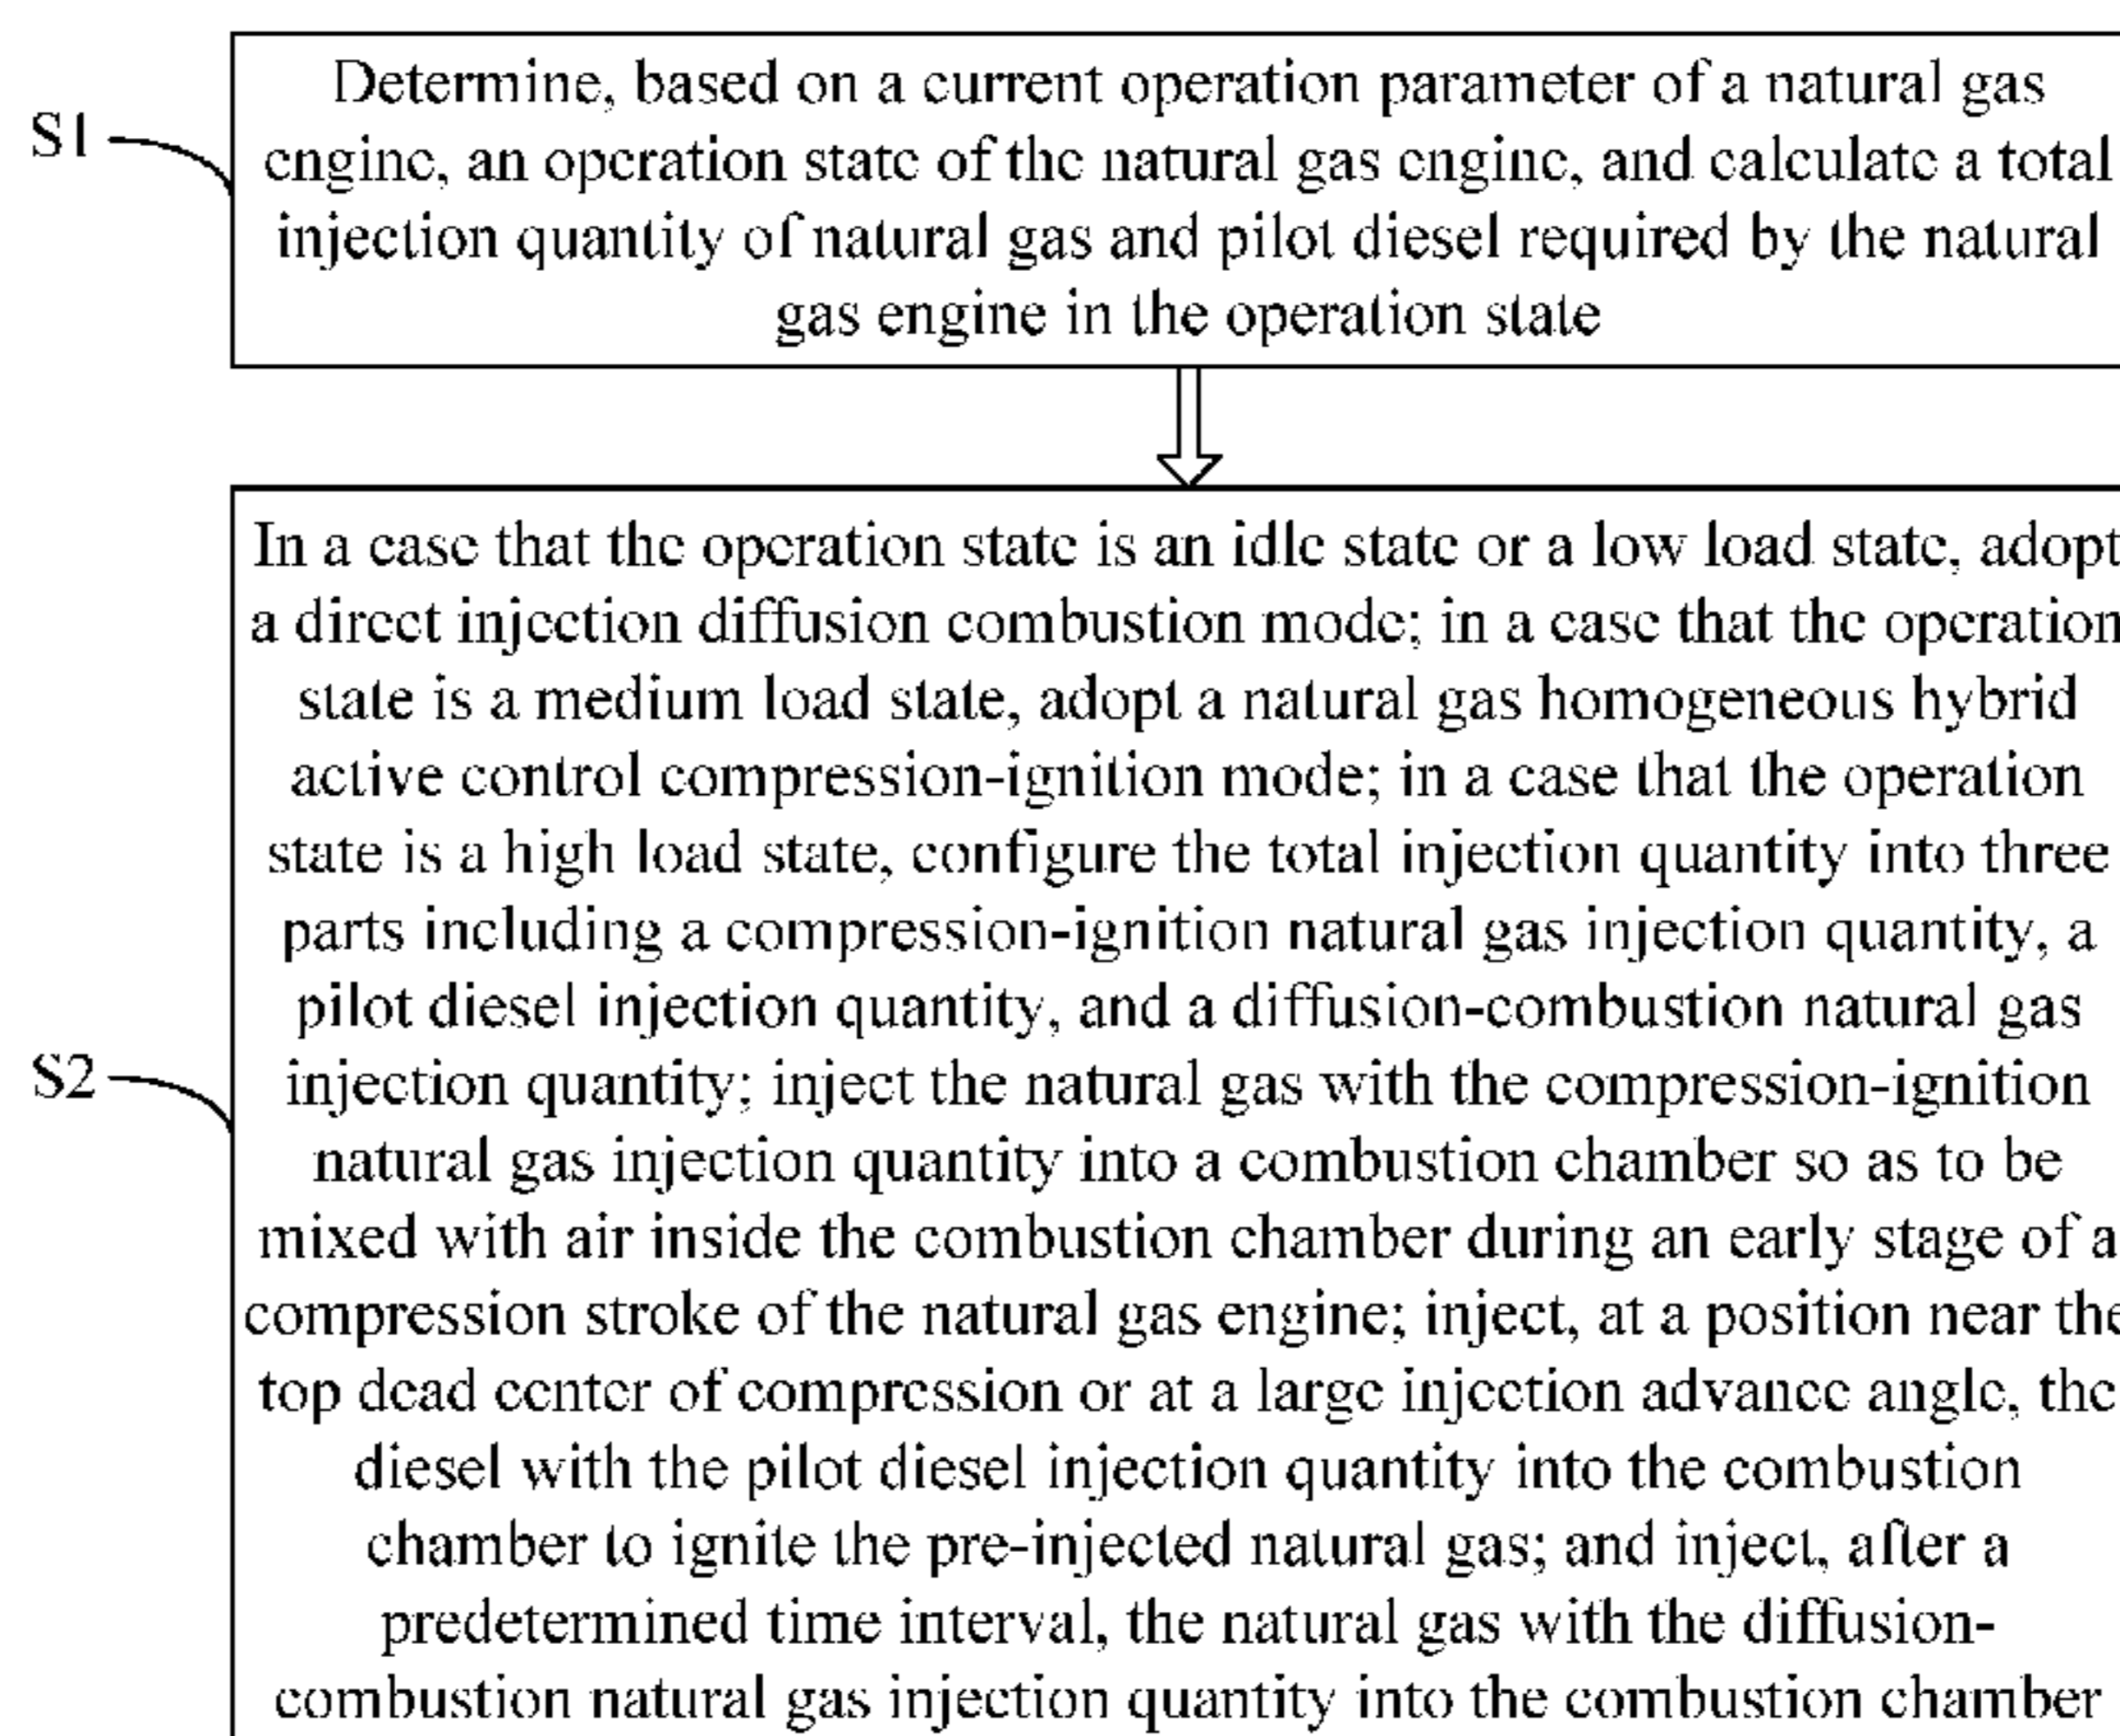 S1
Determine, based on a current operation parameter of a natural gas
engine, an operation state of the natural gas engine, and calculate a total
injection quantity of natural gas and pilot diesel required by the natural
gas engine in the operation state
S2
In a case that the operation state is an idle state or a low load state, adopt
a direct injection diffusion combustion mode; in a case that the operation
state is a medium load state, adopt a natural gas homogeneous hybrid
active control compression-ignition mode; in a case that the operation
state is a high load state, configure the total injection quantity into three
parts including a compression-ignition natural gas injection quantity, a
pilot diesel injection quantity, and a diffusion-combustion natural gas
injection quantity; inject the natural gas with the compression-ignition
natural gas injection quantity into a combustion chamber so as to be
mixed with air inside the combustion chamber during an early stage of a
compression stroke of the natural gas engine; inject, at a position near the
top dead center of compression or at a large injection advance angle, the
diesel with the pilot diesel injection quantity into the combustion
chamber to ignite the pre-injected natural gas; and inject, after a
predetermined time interval, the natural gas with the diffusion-
combustion natural gas injection quantity into the combustion chamber